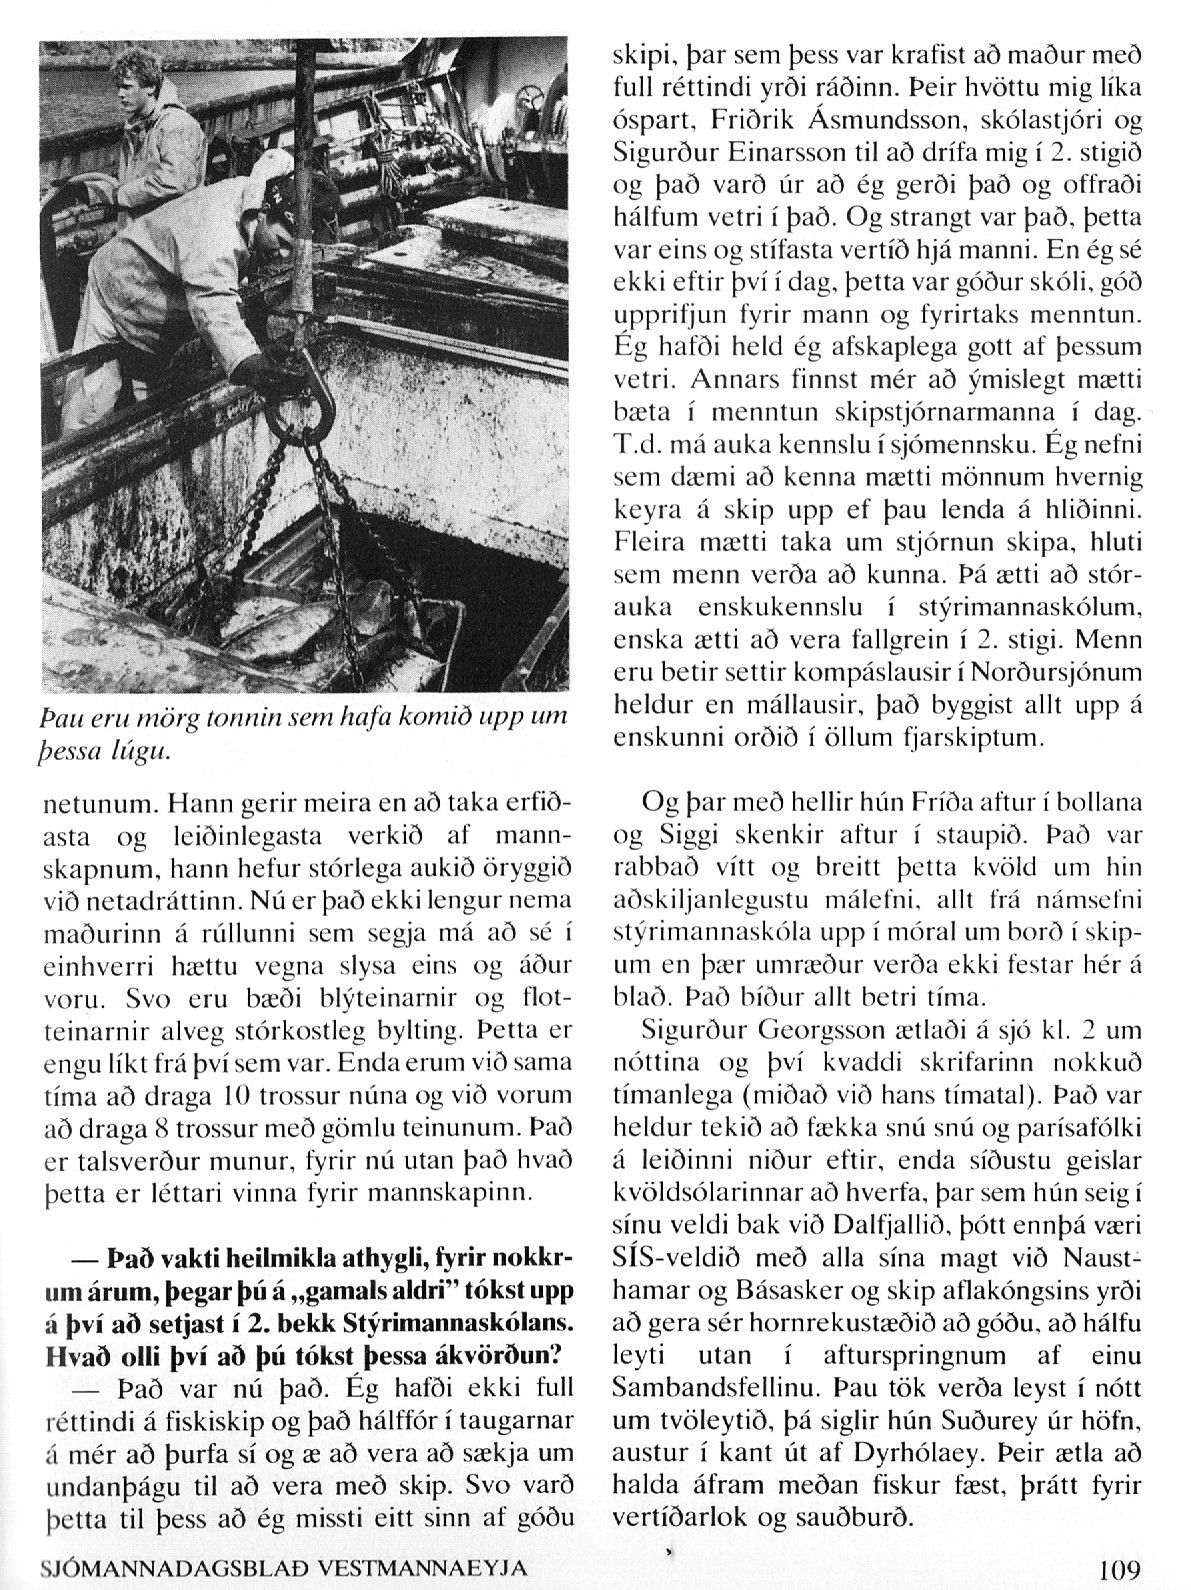 Þau eru mörg tonnin sem hafa komið upp um
þessa lúgu.
netunum. Hann gerir meira en að taka erfið-
asta og leiðinlegasta verkið af mann-
skapnum, hann hefur stórlega aukið öryggið
við netadráttinn. Nú er það ekki lengur nema
maðurinn á rúllunni sem segja má að sé í
einhverri hættu vegna slysa eins og áður
voru. Svo eru bæði blýteinarnir og flot-
teinarnir alveg stórkostleg bylting. Þetta er
engu líkt frá því sem var. Enda erum við sama
tíma að draga 10 trossur núna og við vorum
að draga 8 trossur með gömlu teinunum. Það
er talsverður munur, fyrir nú utan það hvað
þetta er léttari vinna fyrir mannskapinn.
— Það vakti heilmikla athygli, fyrir nokkr-
um árum, þegar þú á „gamals aldri” tókst upp
á því að setjast í 2. bekk Stýrimannaskólans.
Hvað olli því að þú tókst þessa ákvörðun?
— Það var nú það. Ég hafði ekki full
réttindi á fiskiskip og það hálffór í taugarnar
á mér að þurfa sí og æ að vera að sækja um
undanþágu til að vera með skip. Svo varð
þetta til þess að ég missti eitt sinn af góðu
skipi, þar sem þess var krafist að maður með
full réttindi yrði ráðinn. Þeir hvöttu mig líka
óspart, Friðrik Ásmundsson, skólastjóri og
Sigurður Einarsson til að drífa mig í 2. stigið
og það varð úr að ég gerði það og offraði
hálfum vetri í það. Og strangt var það, þetta
var eins og stífasta vertíð hjá manni. En ég sé
ekki eftir því í dag, þetta var góður skóli, góð
upprifjun fyrir mann og fyrirtaks menntun.
Ég hafði held ég afskaplega gott af þessum
vetri. Annars finnst mér að ýmislegt mætti
bæta í menntun skipstjórnarmanna í dag.
T.d. má auka kennslu í sjómennsku. Ég nefni
sem dæmi að kenna mætti mönnum hvernig
keyra á skip upp ef þau lenda á hliðinni.
Fleira mætti taka um stjórnun skipa, hluti
sem menn verða að kunna. Þá ætti að stór-
auka enskukennslu í stýrimannaskólum,
enska ætti að vera fallgrein í 2. stigi. Menn
eru betir settir kompáslausir í Norðursjónum
heldur en mállausir, það byggist allt upp á
enskunni orðið í öllum fjarskiptum.
Og þar með hellir hún Fríða aftur í bollana
og Siggi skenkir aftur í staupið. Það var
rabbað vítt og breitt þetta kvöld um hin
aðskiljanlegustu málefni, allt frá námsefni
stýrimannaskóla upp í móral um borð í skip-
um en þær umræður verða ekki festar hér á
blað. Það bíður allt betri tíma.
Sigurður Georgsson ætlaði á sjó kl. 2 um
nóttina og því kvaddi skrifarinn nokkuð
tímanlega (miðað við hans tímatal). Það var
heldur tekið að fækka snú snú og parísafólki
á leiðinni niður eftir, enda síðustu geislar
kvöldsólarinnar að hverfa, þar sem hún seig í
sínu veldi bak við Dalfjallið, þótt ennþá væri
SÍS-veldið með alla sína magt við Naust-
hamar og Básasker og skip aflakóngsins yrði
að gera sér hornrekustæðið að góðu, að hálfu
leyti utan í afturspringnum af einu
Sambandsfellinu. Þau tök verða leyst í nótt
um tvöleytið, þá siglir hún Suðurey úr höfn,
austur í kant út af Dyrhólaey. Þeir ætla að
halda áfram meðan fiskur fæst, þrátt fyrir
vertíðarlok og sauðburð.
SJÓMANNADAGSBLAÐ VESTMANNAEYJA
109